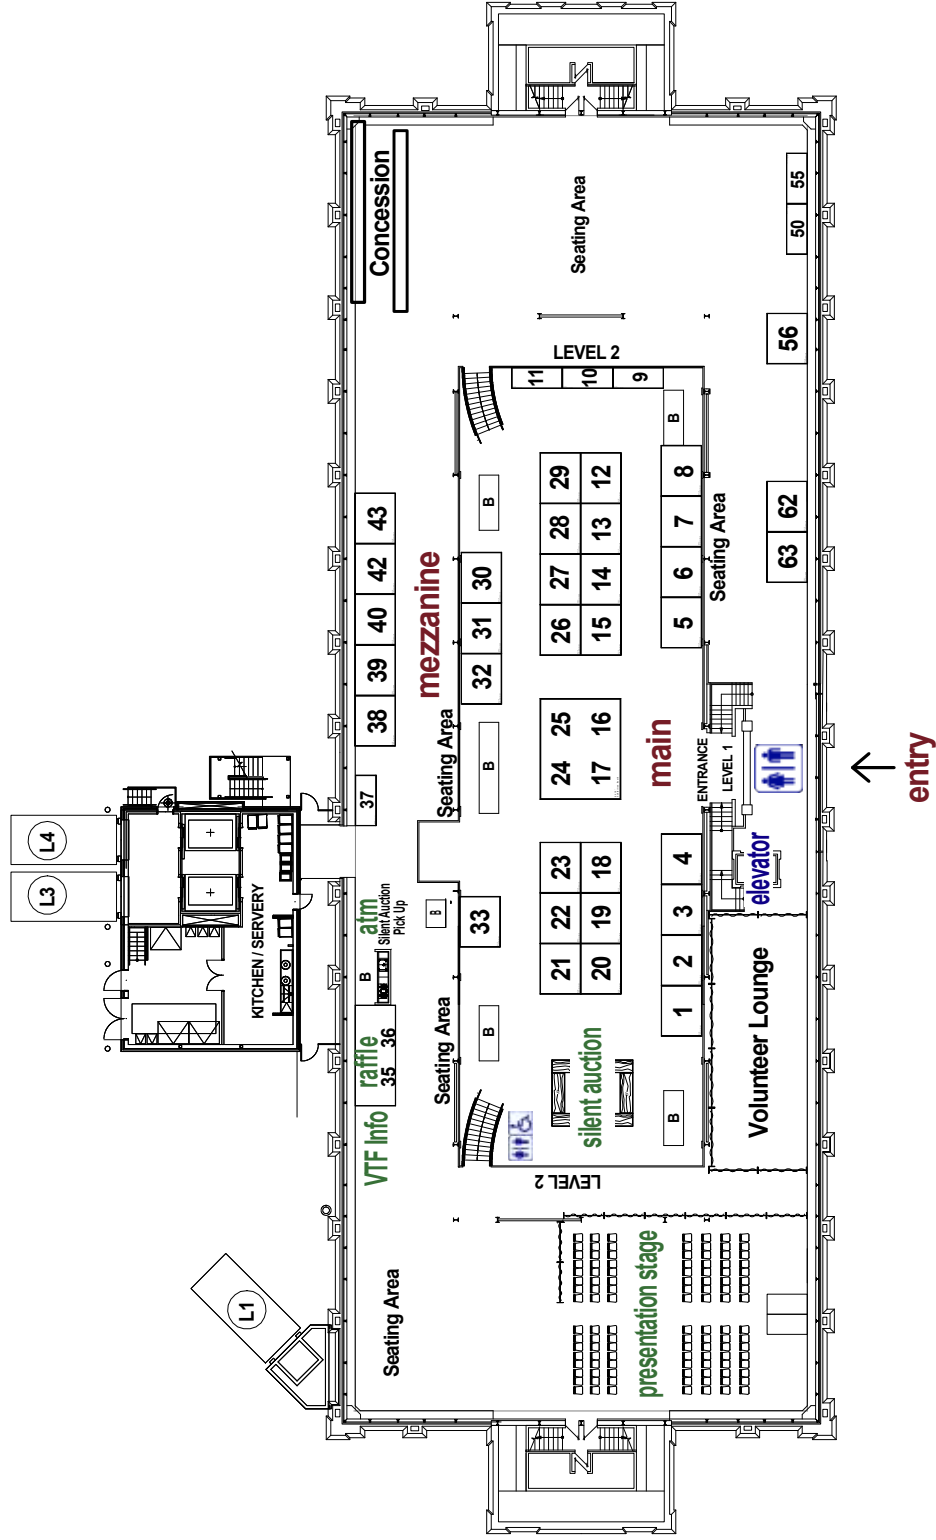 Concession
Seating Area
55
50
56
LEVEL 2
11
10
9
B
43
42
40
39
38
37
mezzanine
Seating Area
B
30
31
32
B
29
28
27
26
12
13
14
15
8
7
6
5
Seating Area
62
63
25
24
16
17
main
ENTRANCE
LEVEL 1
entry
L4
L3
KITCHEN / SERVERY
atm
Silent Auction
Pick Up
B
B
33
23
22
21
18
19
20
4
3
2
1
elevator
Volunteer Lounge
raffle
35
36
VTF Info
Seating Area
B
silent auction
B
LEVEL 2
L1
Seating Area
presentation stage